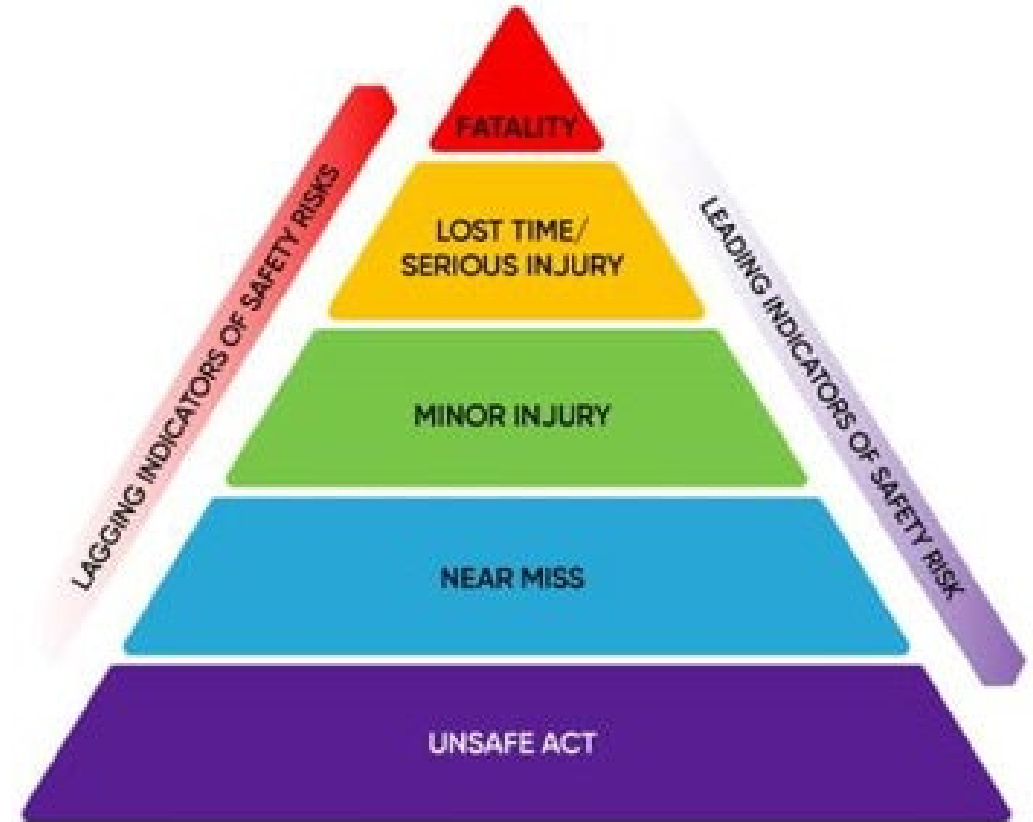 FATALITY
LOST TIME/
SERIOUS INJURY
MINOR INJURY
NEAR MISS
UNSAFE ACT
LAGGING INDICATORS OF SAFETY RISKS
LEADING INDICATORS OF SAFETY RISK